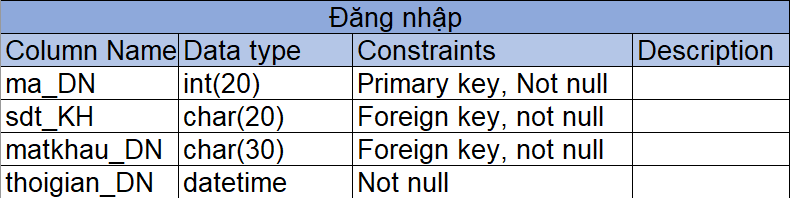 Đăng nhập
Column Name Data type Constraints Description
ma_DN int(20) Primary key, Not null
sdt_KH char(20) Foreign key, not null
matkhau_DN char(30) Foreign key, not null
thoigian_DN datetime Not null